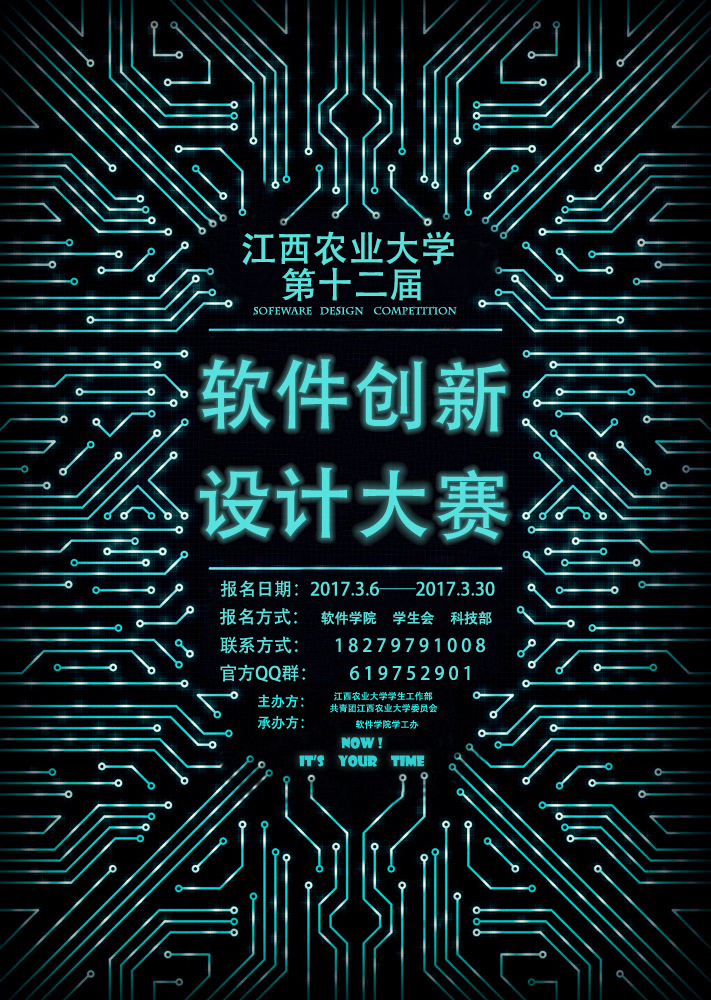 江西农业大学
第十二届
SOFEWARE DESIGN COMPETITION
软件创新
设计大赛
报名日期：2017.3.6——2017.3.30
报名方式： 软件学院 学生会 科技部
联系方式： 18279791008
官方QQ群： 619752901
主办方： 江西农业大学学生工作部
共青团江西农业大学委员会
承办方： 软件学院学工办
NOW !
IT'S YOUR TIME